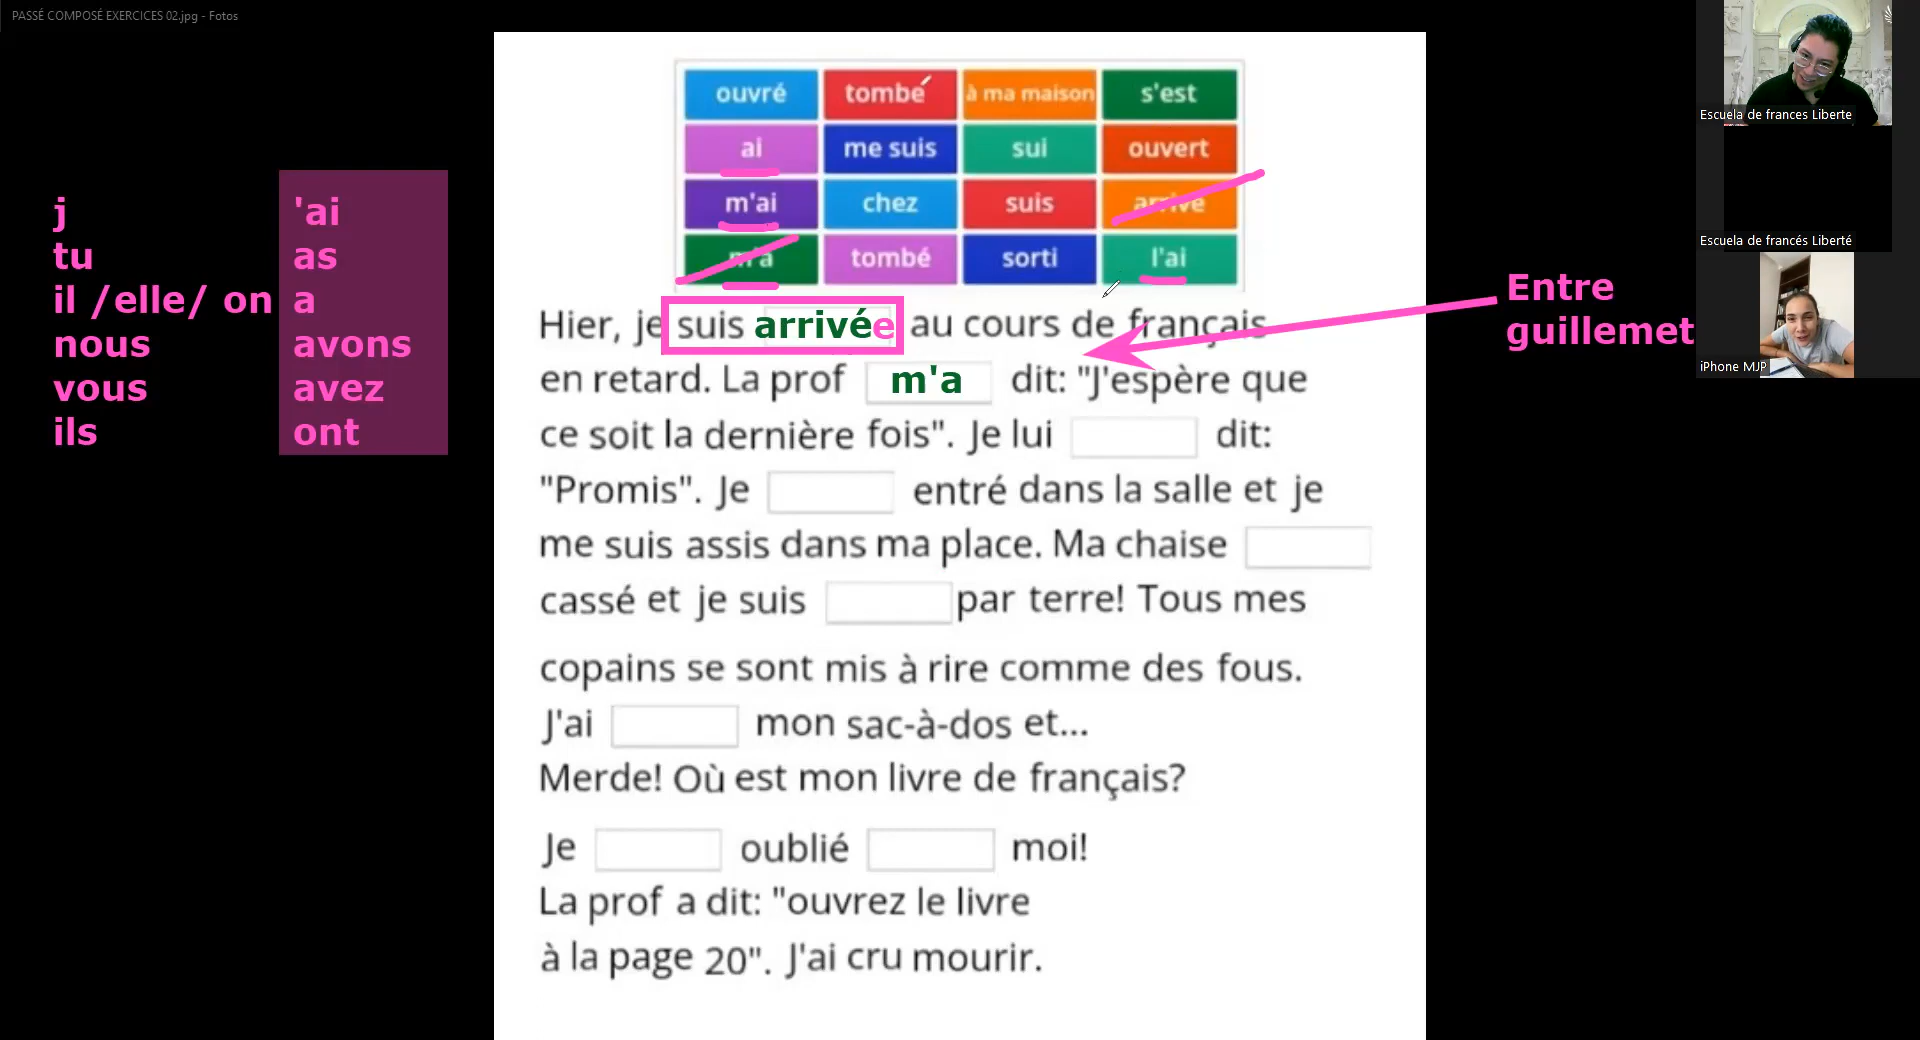 PASSÉ COMPOSÉ EXERCICES 02.jpg - Fotos
ouvré tombé à ma maison s'est
ai me suis sui ouvert
m'ai chez suis arrivé
m'a tombé sorti l'ai
j 'ai
tu as
il /elle/ on a
nous avons
vous avez
ils ont
Hier, je suis arrivée au cours de français
en retard. La prof m'a dit: "J'espère que
ce soit la dernière fois". Je lui dit:
"Promis". Je entré dans la salle et je
me suis assis dans ma place. Ma chaise
cassé et je suis par terre! Tous mes
copains se sont mis à rire comme des fous.
J'ai mon sac-à-dos et...
Merde! Où est mon livre de français?
Je oublié moi!
La prof a dit: "ouvrez le livre
à la page 20". J'ai cru mourir.
Entre
guillemet
Escuela de frances Liberte
Escuela de francés Liberté
iPhone MJP